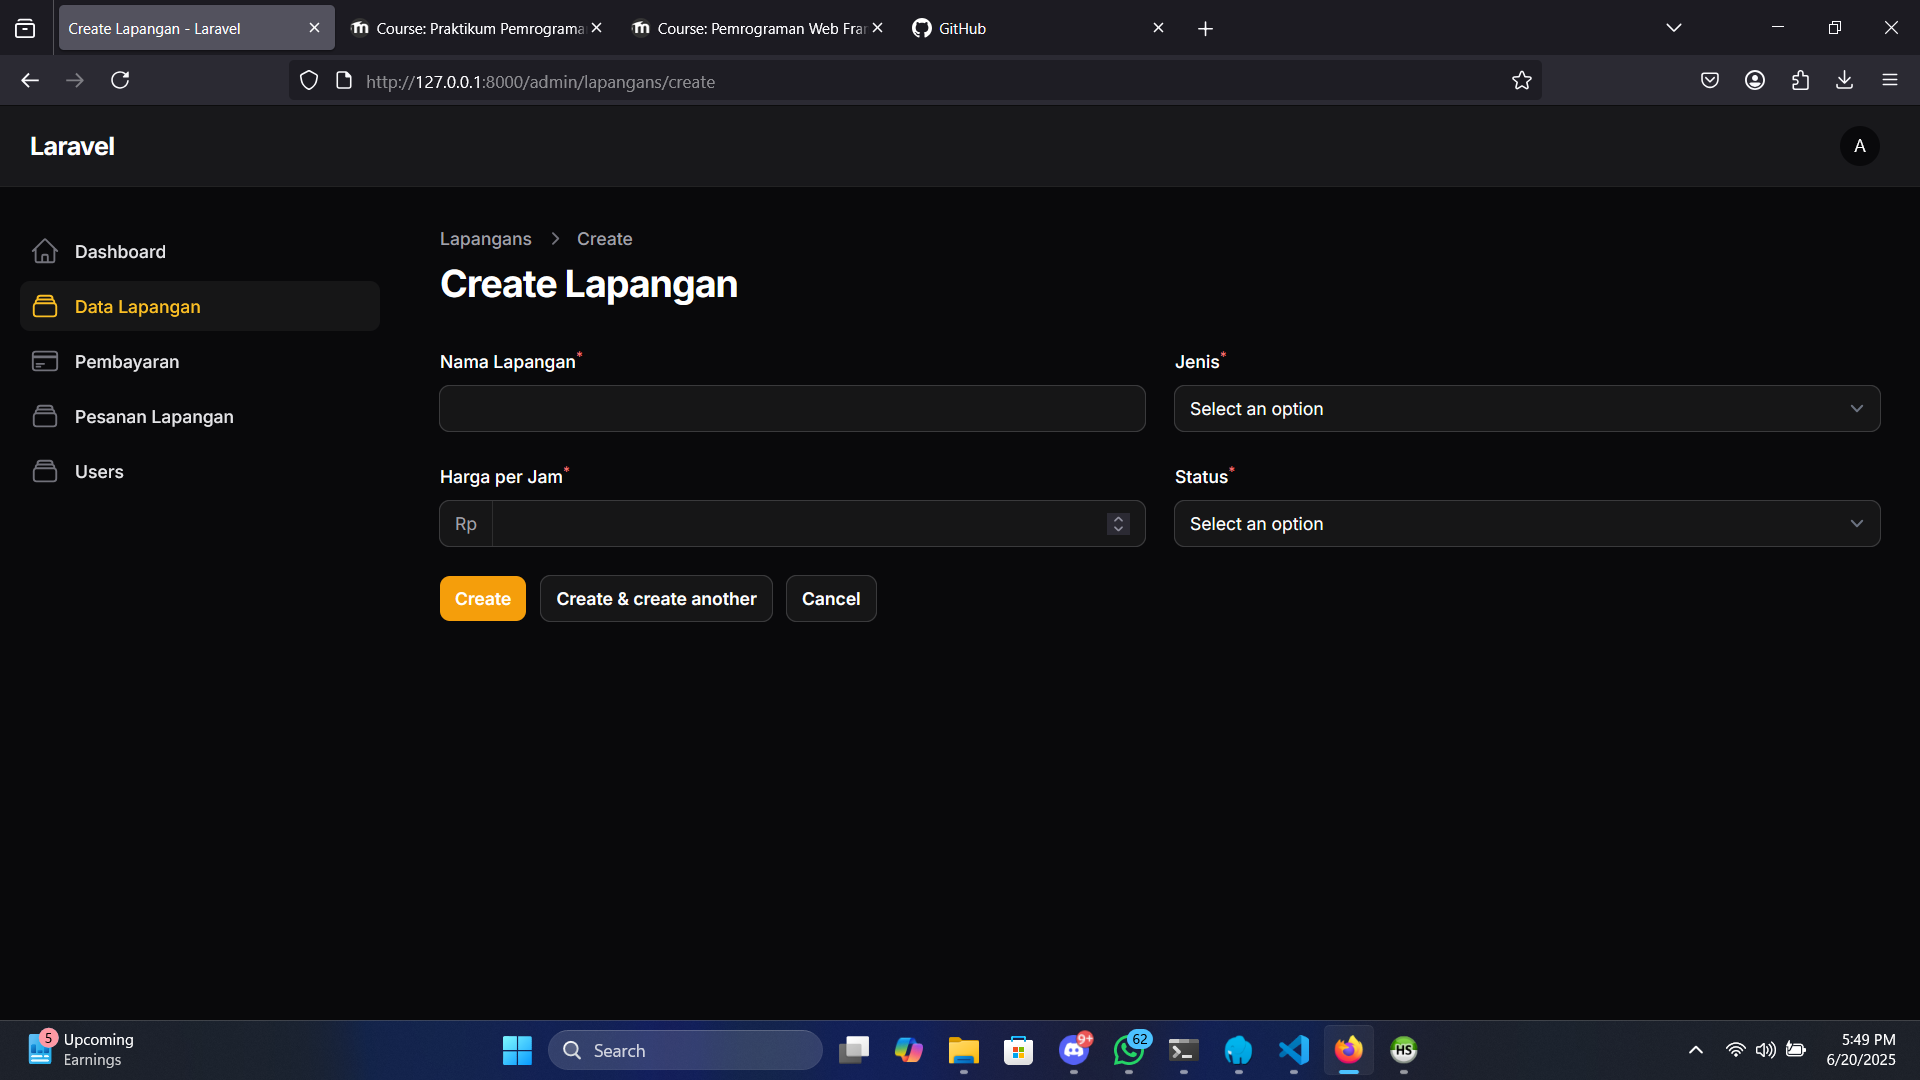 Create Lapangan - Laravel
Course: Praktikum Pemrograma
Course: Pemrograman Web Fra
GitHub
http://127.0.0.1:8000/admin/lapangans/create
Laravel
A
Dashboard
Data Lapangan
Pembayaran
Pesanan Lapangan
Users
Lapangans > Create
Create Lapangan
Nama Lapangan*
Jenis*
Select an option
Harga per Jam*
Rp
Status*
Select an option
Create
Create & create another
Cancel
5
Upcoming
Earnings
Search
9+
62
HS
5:49 PM
6/20/2025